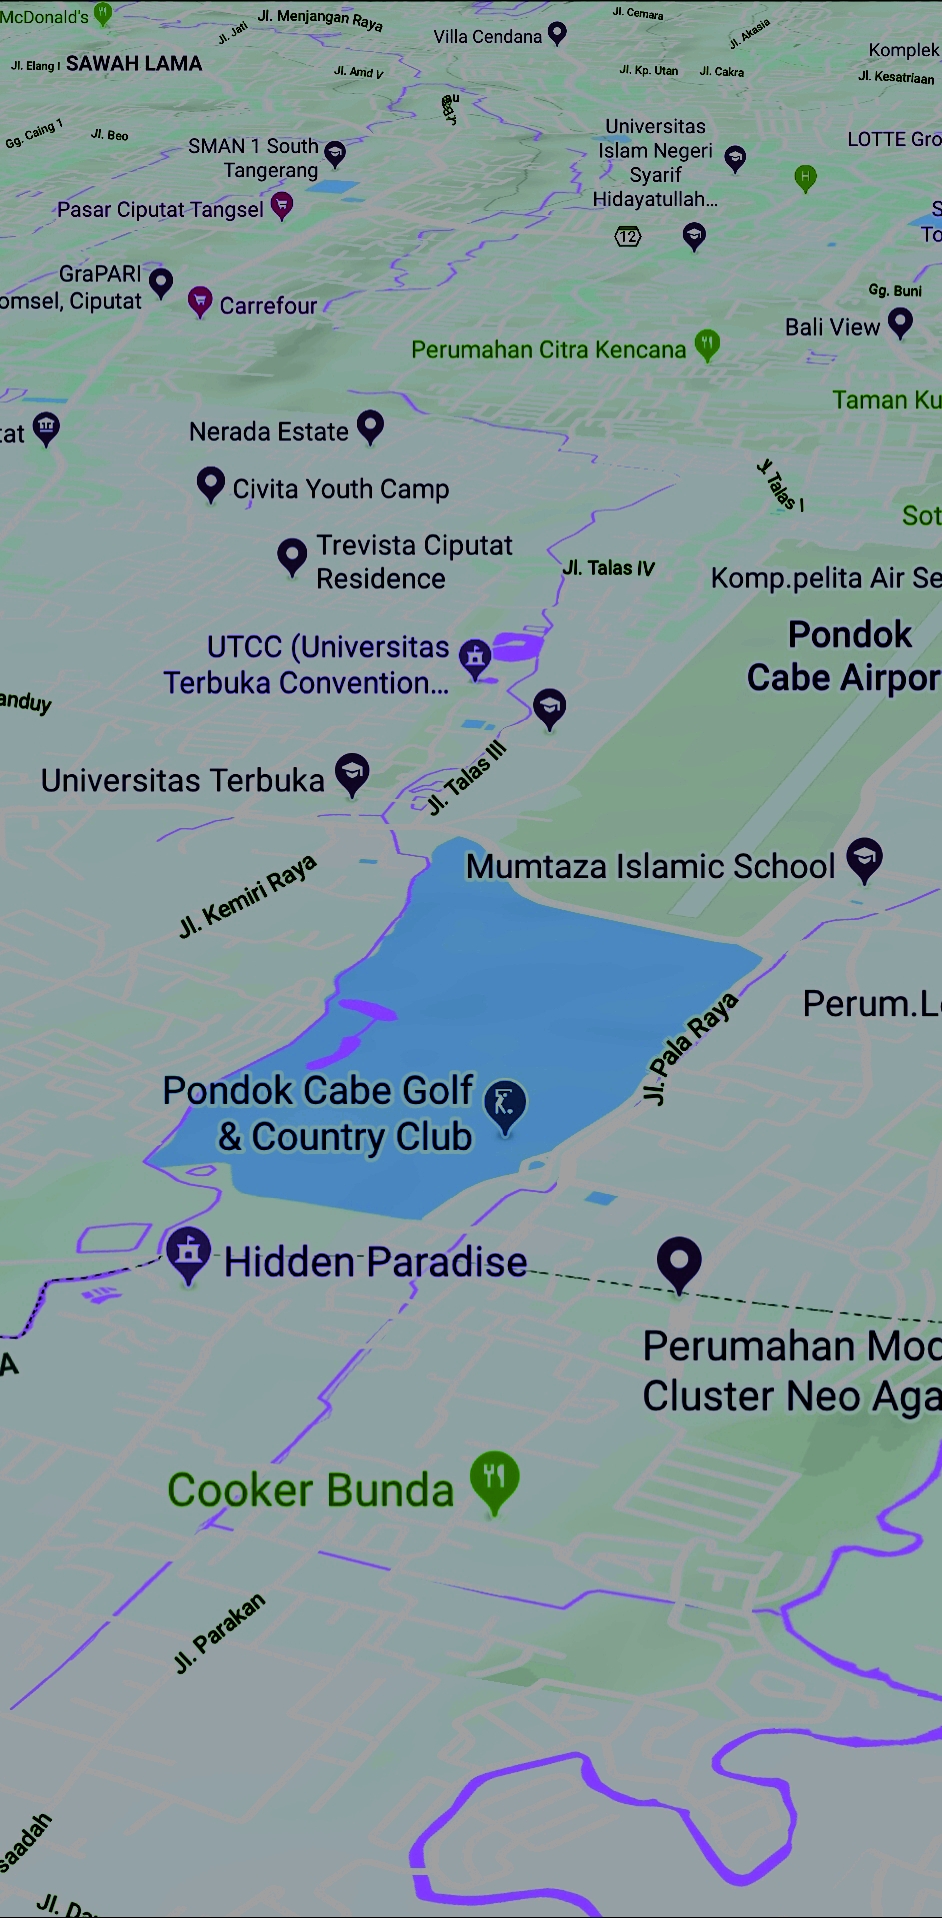 McDonald's
Jl. Jati
Jl. Menjangan Raya
Villa Cendana
Jl. Cemara
Jl. Akasia
Komplek
Jl. Elang I
SAWAH LAMA
Jl. Amd V
Jl. Kp. Utan
Jl. Cakra
Jl. Kesatriaan
Gg. Caing 1
Jl. Beo
SMAN 1 South
Tangerang
Universitas
Islam Negeri
Syarif
Hidayatullah...
H
LOTTE Gro
Pasar Ciputat Tangsel
12
S
To
GraPARI
omsel, Ciputat
Carrefour
Gg. Buni
Bali View
Perumahan Citra Kencana
Taman Ku
tat
Nerada Estate
Civita Youth Camp
Jl. Talas I
Sot
Trevista Ciputat
Residence
Jl. Talas IV
Komp.pelita Air Se
Pondok
Cabe Airpor
UTCC (Universitas
Terbuka Convention...
anduy
Universitas Terbuka
Jl. Talas III
Mumtaza Islamic School
Jl. Kemiri Raya
Perum.L
Jl. Pala Raya
Pondok Cabe Golf
& Country Club
Hidden Paradise
A
Perumahan Mod
Cluster Neo Aga
Cooker Bunda
Jl. Parakan
saadah
Jl. Da